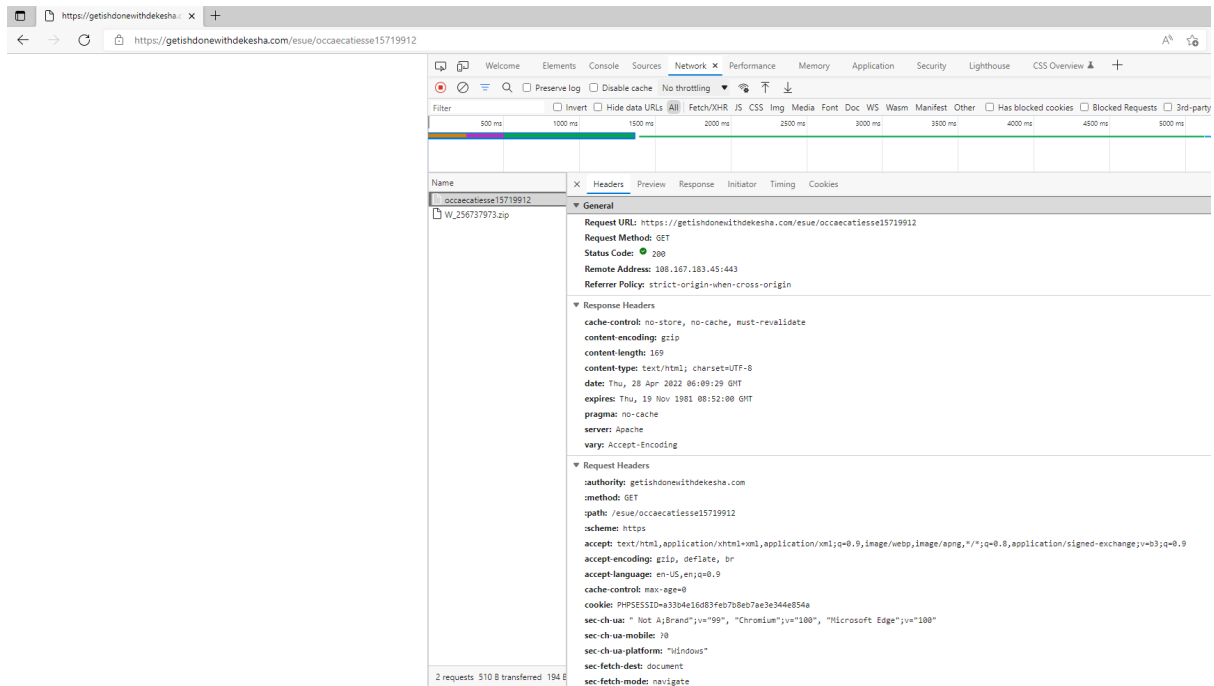 https://getishdonewithdekesha.c
https://getishdonewithdekesha.com/esue/occaecatiesse15719912
Welcome Elements Console Sources Network Performance Memory Application Security Lighthouse CSS Overview
Preserve log Disable cache No throttling
Filter Invert Hide data URLs All Fetch/XHR JS CSS Img Media Font Doc WS Wasm Manifest Other Has blocked cookies Blocked Requests 3rd-party
500 ms 1000 ms 1500 ms 2000 ms 2500 ms 3000 ms 3500 ms 4000 ms 4500 ms 5000 ms
Name
occaecatiesse15719912
W_256737973.zip
Headers Preview Response Initiator Timing Cookies
General
Request URL: https://getishdonewithdekesha.com/esue/occaecatiesse15719912
Request Method: GET
Status Code: 200
Remote Address: 108.167.183.45:443
Referrer Policy: strict-origin-when-cross-origin
Response Headers
cache-control: no-store, no-cache, must-revalidate
content-encoding: gzip
content-length: 169
content-type: text/html; charset=UTF-8
date: Thu, 28 Apr 2022 06:09:29 GMT
expires: Thu, 19 Nov 1981 08:52:00 GMT
pragma: no-cache
server: Apache
vary: Accept-Encoding
Request Headers
:authority: getishdonewithdekesha.com
:method: GET
:path: /esue/occaecatiesse15719912
:scheme: https
accept: text/html,application/xhtml+xml,application/xml;q=0.9,image/webp,image/apng,*/*;q=0.8,application/signed-exchange;v=b3;q=0.9
accept-encoding: gzip, deflate, br
accept-language: en-US,en;q=0.9
cache-control: max-age=0
cookie: PHPSESSID=a33b4e16d83feb7b8eb7ae3e344e854a
sec-ch-ua: " Not A;Brand";v="99", "Chromium";v="100", "Microsoft Edge";v="100"
sec-ch-ua-mobile: ?0
sec-ch-ua-platform: "Windows"
sec-fetch-dest: document
sec-fetch-mode: navigate
2 requests 510 B transferred 194 B